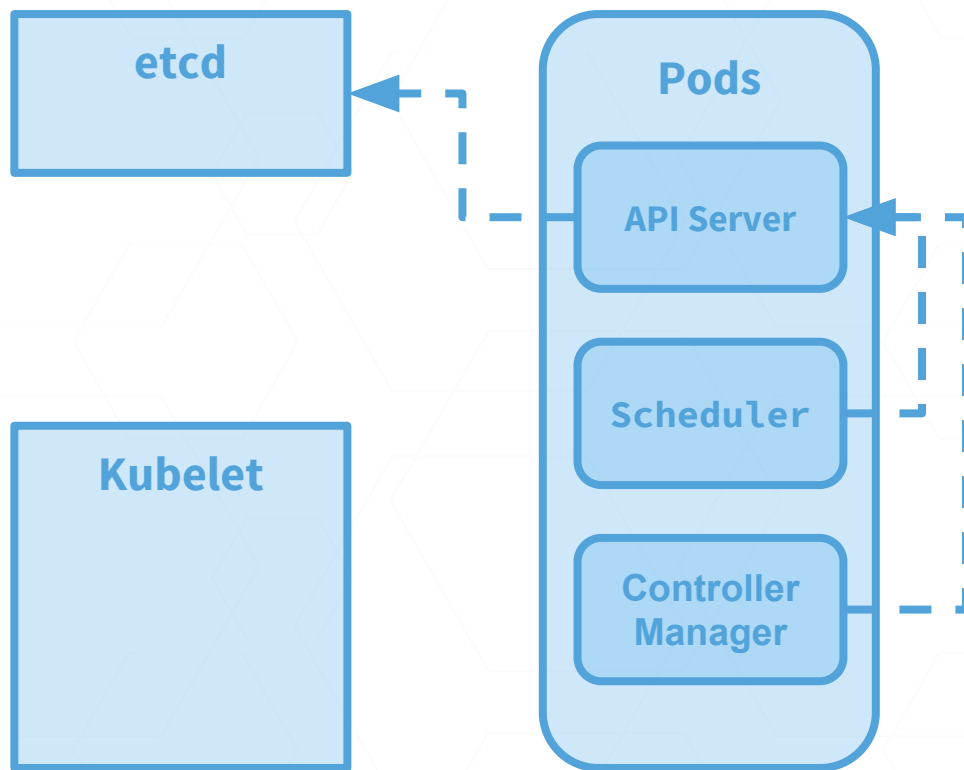 etcd
Pods
API Server
Scheduler
Kubelet
Controller
Manager